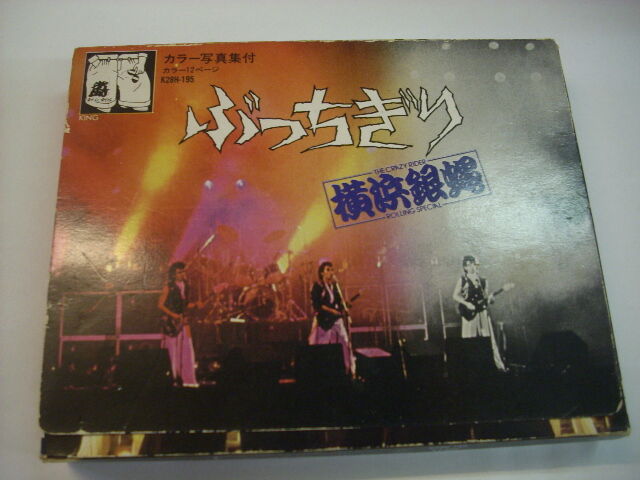 カラー写真集付
カラー12ページ
K28H-195
KING
ぶっちぎり
THE CRAZY RIDER
横浜銀蝿
ROLLING SPECIAL